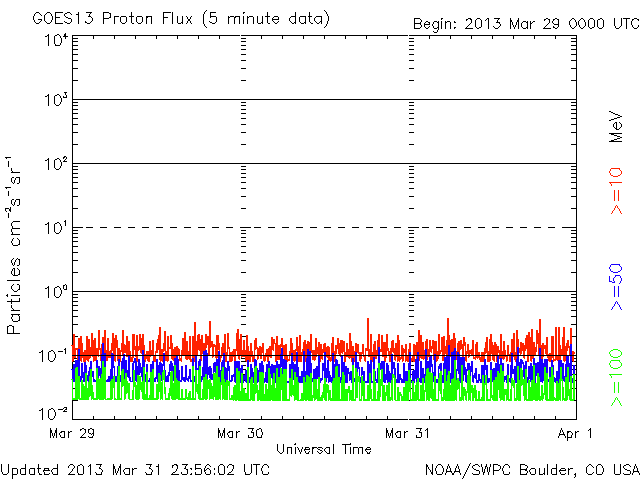 GOES13 Proton Flux (5 minute data)
Begin: 2013 Mar 29 0000 UTC
Particles cm⁻²s⁻¹sr⁻¹
10⁴
10³
10²
10¹
10⁰
10⁻¹
10⁻²
MeV
>=10
>=50
>=100
Mar 29
Mar 30
Mar 31
Apr 1
Universal Time
Updated 2013 Mar 31 23:56:02 UTC
NOAA/SWPC Boulder, CO USA